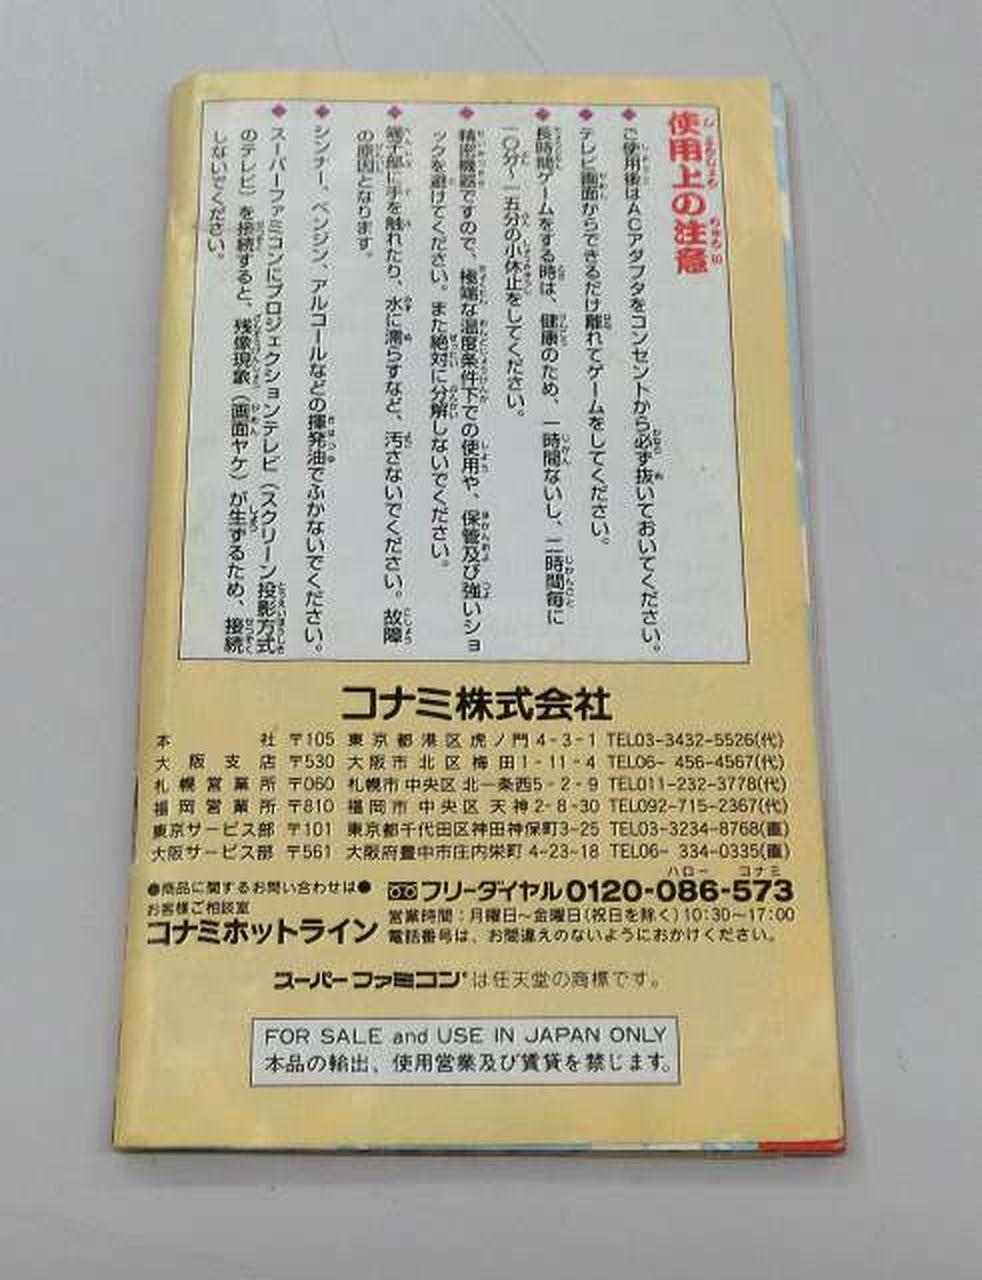 使用上の注意
◆ご使用後はACアダプタをコンセントから必ず抜いておいてください。
◆テレビ画面からできるだけ離れてゲームをしてください。
◆長時間ゲームをする時は、健康のため、一時間ないし、二時間毎に
一〇分〜一五分の小休止をしてください。
◆精密機器ですので、極端な温度条件下での使用や、保管及び強いショ
ックを避けてください。また絶対に分解しないでください。
◆端子部に手を触れたり、水に濡らすなど、汚さないでください。故障
の原因となります。
◆シンナー、ベンジン、アルコールなどの揮発油でふかないでください。
◆スーパーファミコンにプロジェクションテレビ(スクリーン投影方式
のテレビ)を接続すると、残像現象(画面ヤケ)が生ずるため、接続
しないでください。
コナミ株式会社
本社 〒105 東京都港区虎ノ門4-3-1 TEL03-3432-5526(代)
大阪支店 〒530 大阪市北区梅田1-11-4 TEL06-456-4567(代)
札幌営業所 〒060 札幌市中央区北一条西5-2-9 TEL011-232-3778(代)
福岡営業所 〒810 福岡市中央区天神2-8-30 TEL092-715-2367(代)
東京サービス部 〒101 東京都千代田区神田神保町3-25 TEL03-3234-8768(直)
大阪サービス部 〒561 大阪府豊中市庄内栄町4-23-18 TEL06-334-0335(直)
●商品に関するお問い合わせは●
お客様ご相談室
コナミホットライン
ハロー コナミ
フリーダイヤル0120-086-573
営業時間:月曜日〜金曜日(祝日を除く)10:30〜17:00
電話番号は、お間違えのないようにおかけください。
スーパーファミコン®は任天堂の商標です。
FOR SALE and USE IN JAPAN ONLY
本品の輸出、使用営業及び賃貸を禁じます。